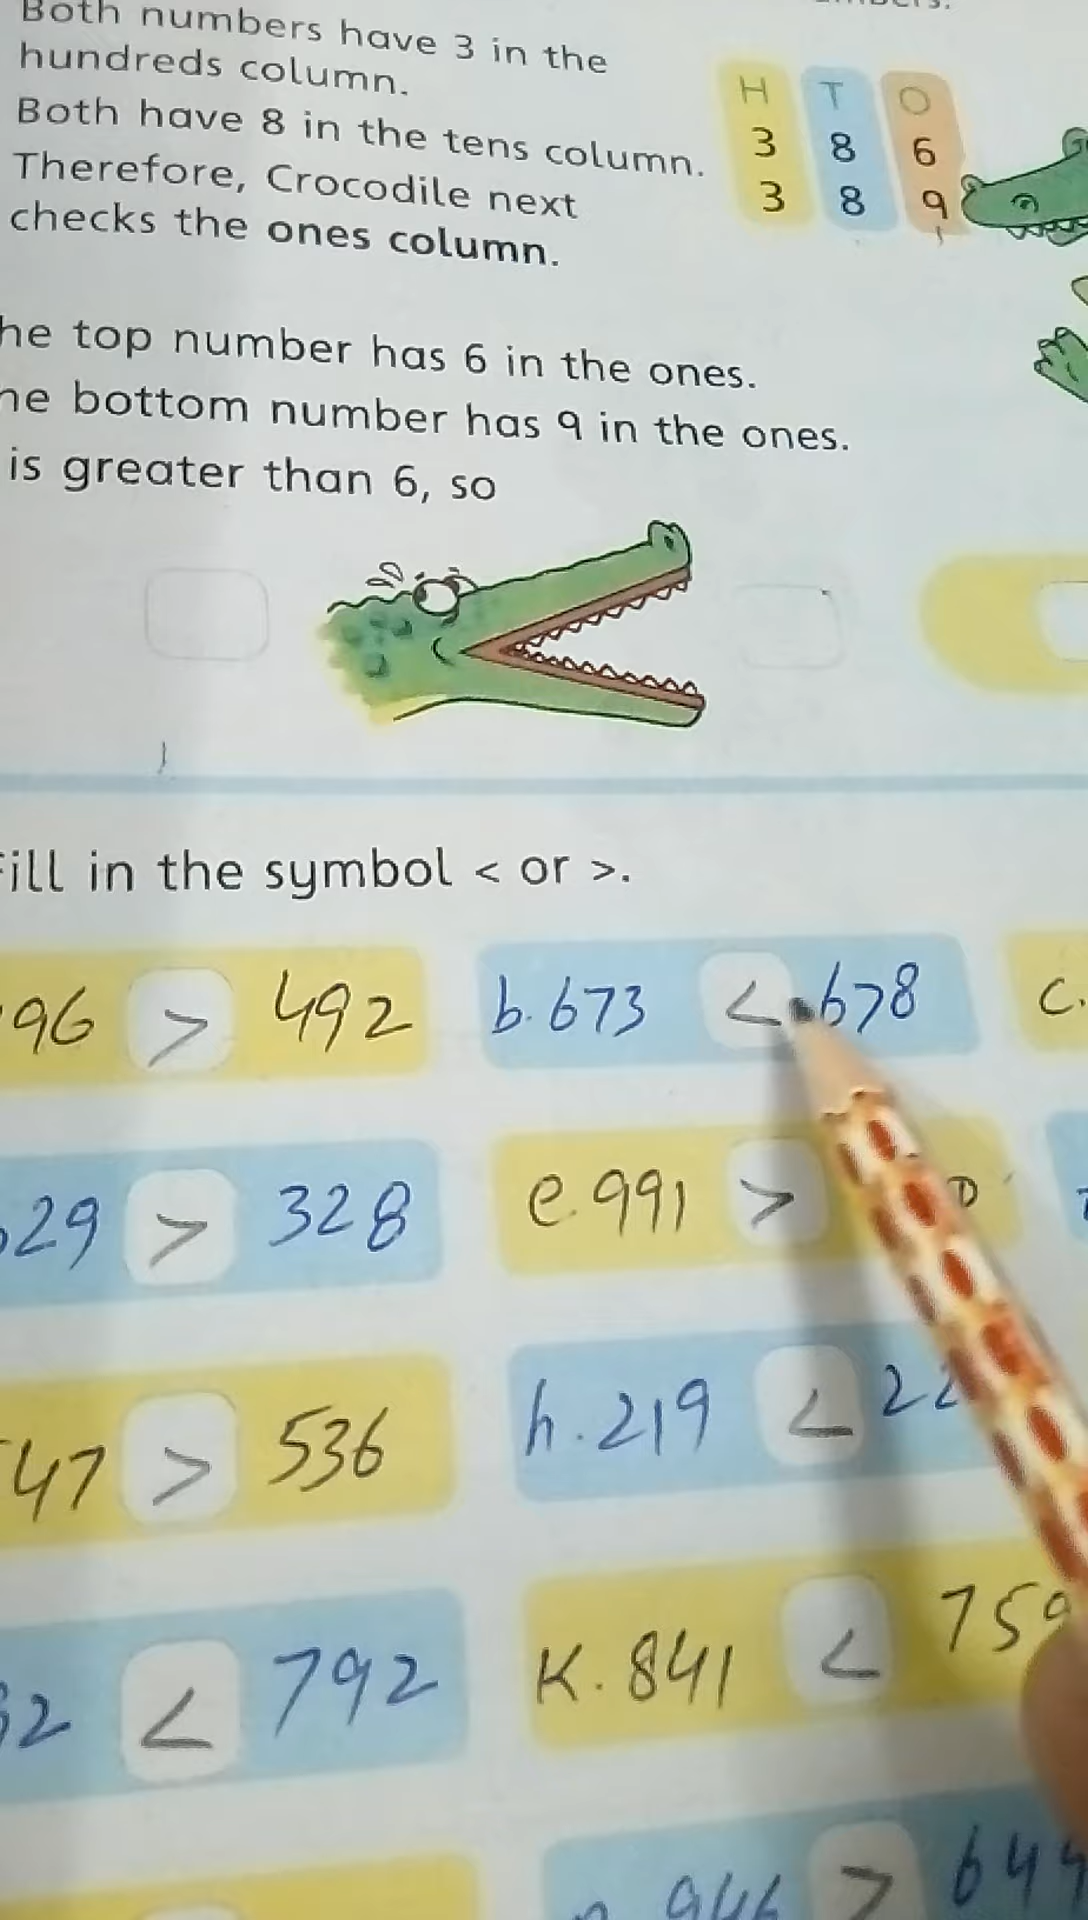 Both numbers have 3 in the
hundreds column.
Both have 8 in the tens column.
Therefore, Crocodile next
checks the ones column.
H T O
3 8 6
3 8 9
top number has 6 in the ones.
bottom number has 9 in the ones.
is greater than 6, so
in the symbol < or >.
96 > 492
b. 673 < 678
c.
29 > 328
e. 991 >
47 > 536
h. 219 <
2 < 792
K. 841 <
>